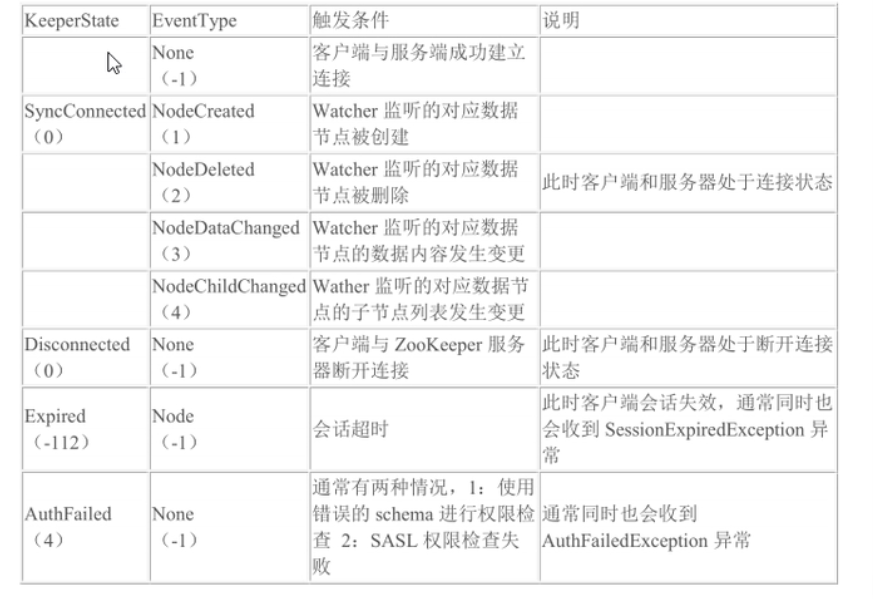 KeeperState EventType 触发条件 说明
None 客户端与服务端成功建立
（-1） 连接
SyncConnected NodeCreated Watcher 监听的对应数据
（0） （1） 节点被创建
NodeDeleted Watcher 监听的对应数据
（2） 节点被删除
此时客户端和服务器处于连接状态
NodeDataChanged Watcher 监听的对应数据
（3） 节点的数据内容发生变更
NodeChildChanged Wather 监听的对应数据节
（4） 点的子节点列表发生变更
Disconnected None 客户端与 ZooKeeper 服务 此时客户端和服务器处于断开连接
（0） （-1） 器断开连接 状态
Expired Node 会话超时 此时客户端会话失效，通常同时也
（-112） （-1） 会收到 SessionExpiredException 异
常
AuthFailed None 通常有两种情况，1：使用
（4） （-1） 错误的 schema 进行权限检
查 2：SASL 权限检查失
败
通常同时也会收到
AuthFailedException 异常